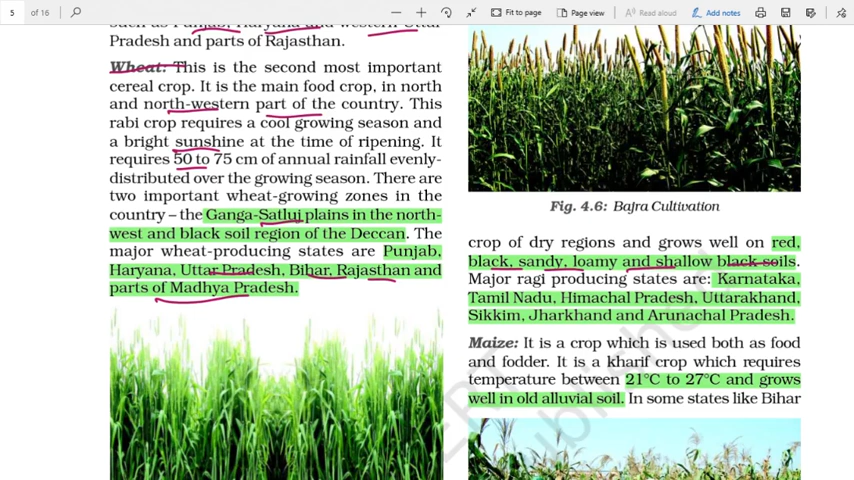 5 of 16
Fit to page
Page view
Read aloud
Add notes
such as Punjab, Haryana and western Uttar
Pradesh and parts of Rajasthan.
Wheat: This is the second most important
cereal crop. It is the main food crop, in north
and north-western part of the country. This
rabi crop requires a cool growing season and
a bright sunshine at the time of ripening. It
requires 50 to 75 cm of annual rainfall evenly-
distributed over the growing season. There are
two important wheat-growing zones in the
country – the Ganga-Satluj plains in the north-
west and black soil region of the Deccan. The
major wheat-producing states are Punjab,
Haryana, Uttar Pradesh, Bihar, Rajasthan and
parts of Madhya Pradesh.
Fig. 4.6: Bajra Cultivation
crop of dry regions and grows well on red,
black, sandy, loamy and shallow black soils.
Major ragi producing states are: Karnataka,
Tamil Nadu, Himachal Pradesh, Uttarakhand,
Sikkim, Jharkhand and Arunachal Pradesh.
Maize: It is a crop which is used both as food
and fodder. It is a kharif crop which requires
temperature between 21°C to 27°C and grows
well in old alluvial soil. In some states like Bihar